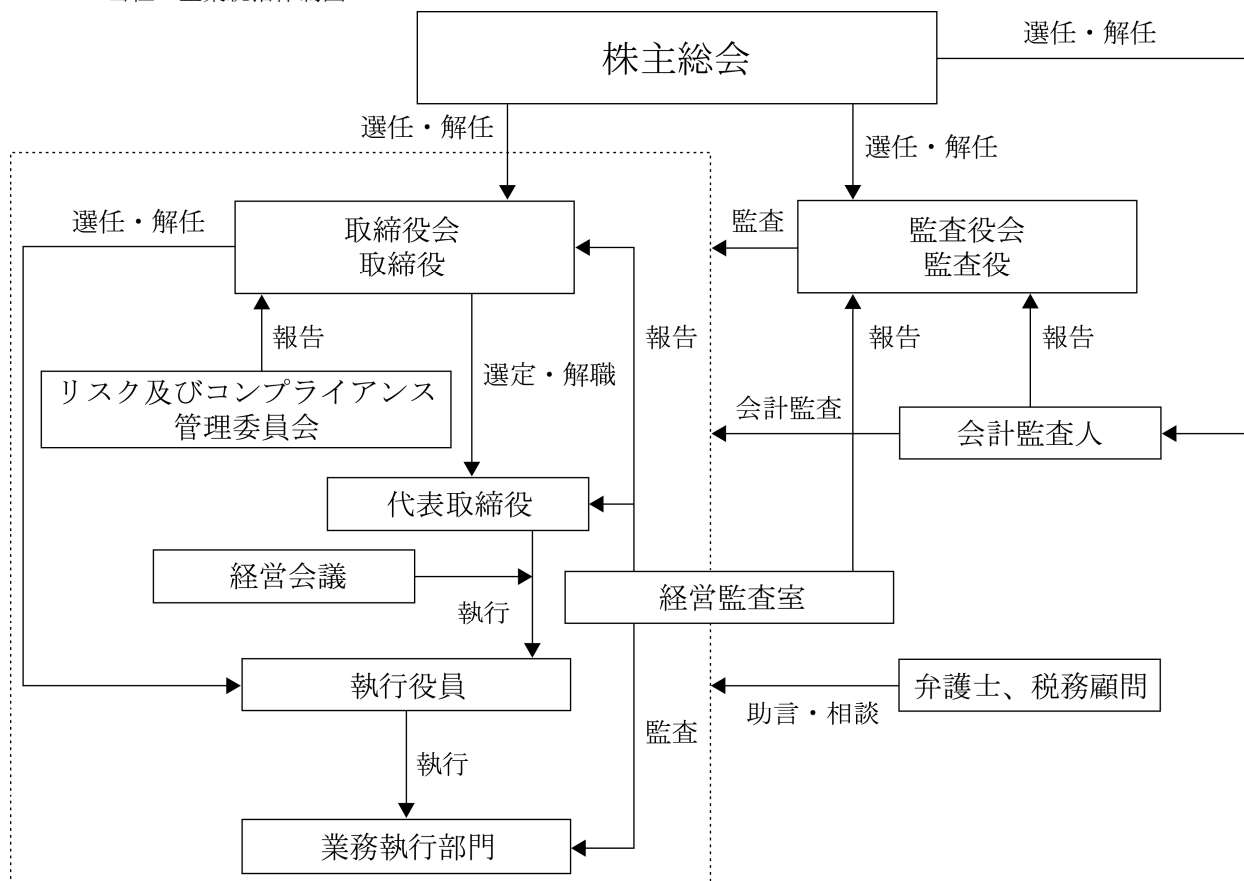 株主総会
選任・解任
選任・解任
選任・解任
選任・解任
取締役会
取締役
監査
監査役会
監査役
報告
報告
報告
報告
選定・解職
リスク及びコンプライアンス
管理委員会
会計監査
会計監査人
代表取締役
経営会議
執行
経営監査室
執行役員
弁護士、税務顧問
助言・相談
監査
執行
業務執行部門